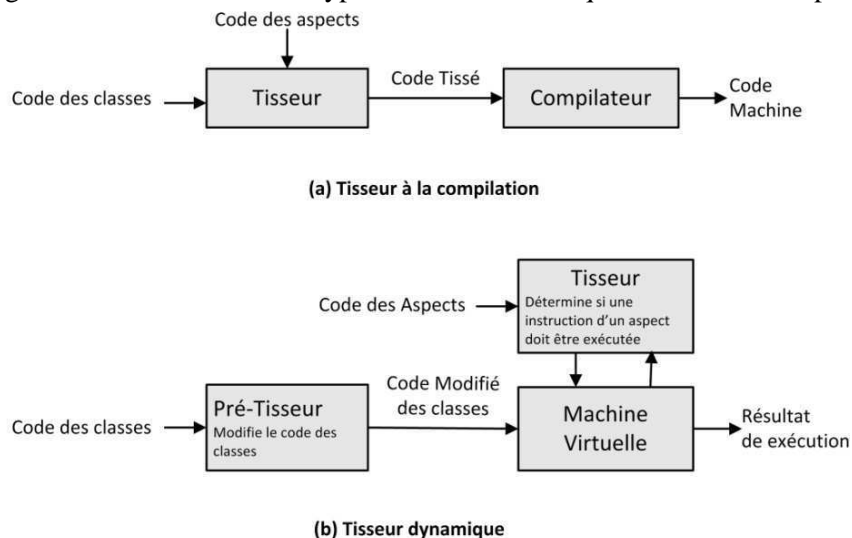 Code des aspects
Code des classes
Tisseur
Code Tissé
Compilateur
Code
Machine
(a) Tisseur à la compilation
Tisseur
Détermine si une
instruction d'un aspect
doit être exécutée
Code des Aspects
Code Modifié
des classes
Code des classes
Pré-Tisseur
Modifie le code des
classes
Machine
Virtuelle
Résultat
de exécution
(b) Tisseur dynamique